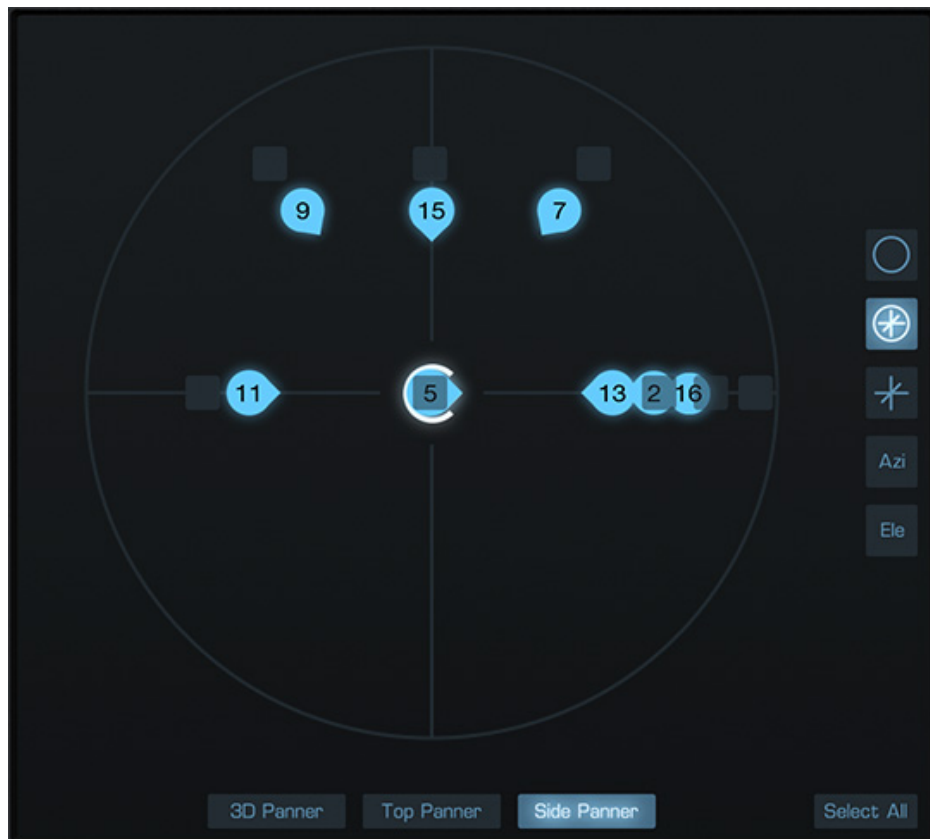 9 15 7
11 5 13 2 16
Azi
Ele
3D Panner Top Panner Side Panner Select All